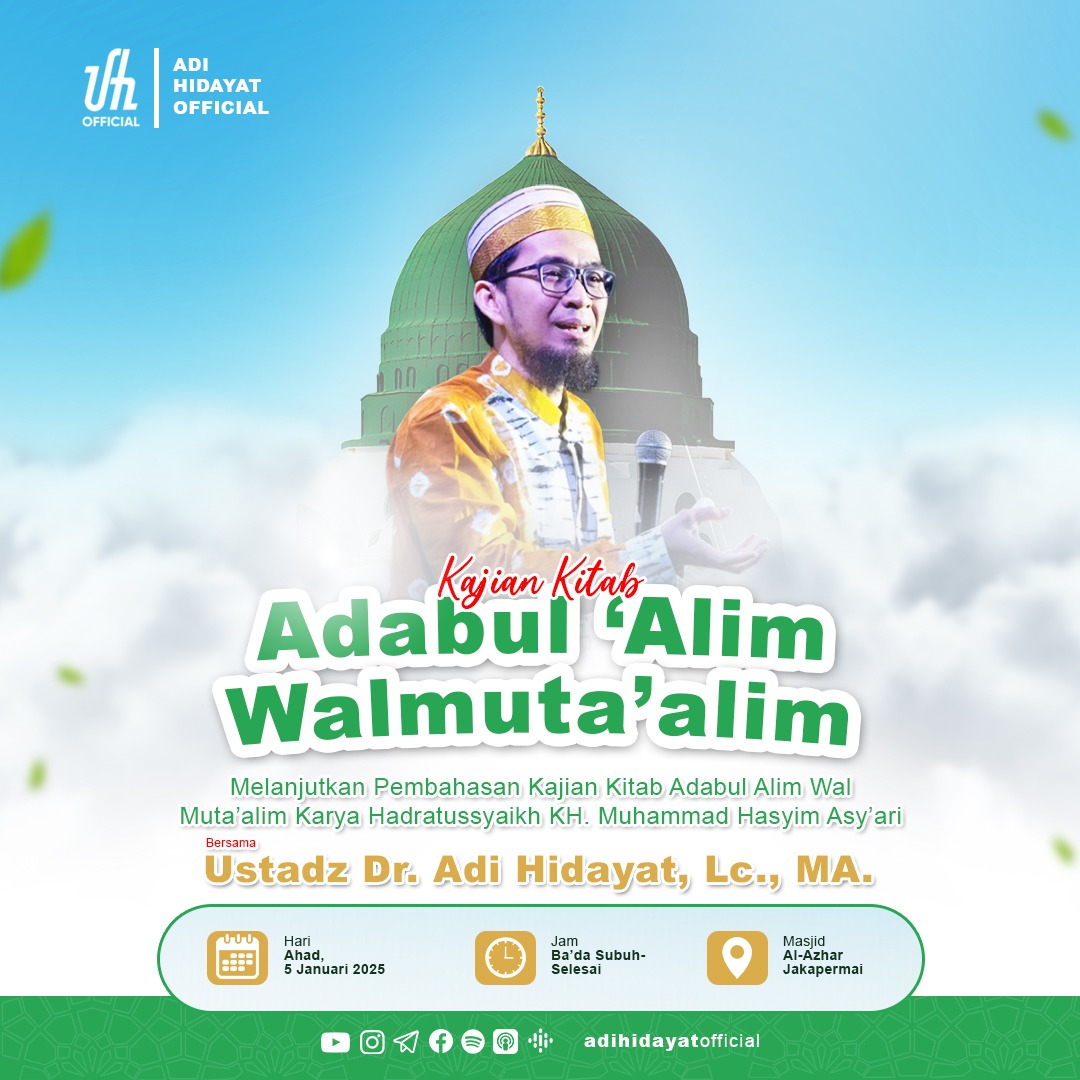 ADI
HIDAYAT
OFFICIAL
OFFICIAL
Kajian Kitab
Adabul ‘Alim
Walmuta’alim
Melanjutkan Pembahasan Kajian Kitab Adabul Alim Wal
Muta’alim Karya Hadratussyaikh KH. Muhammad Hasyim Asy’ari
Bersama
Ustadz Dr. Adi Hidayat, Lc., MA.
Hari
Ahad,
5 Januari 2025
Jam
Ba’da Subuh-
Selesai
Masjid
Al-Azhar
Jakapermai
adihidayatofficial